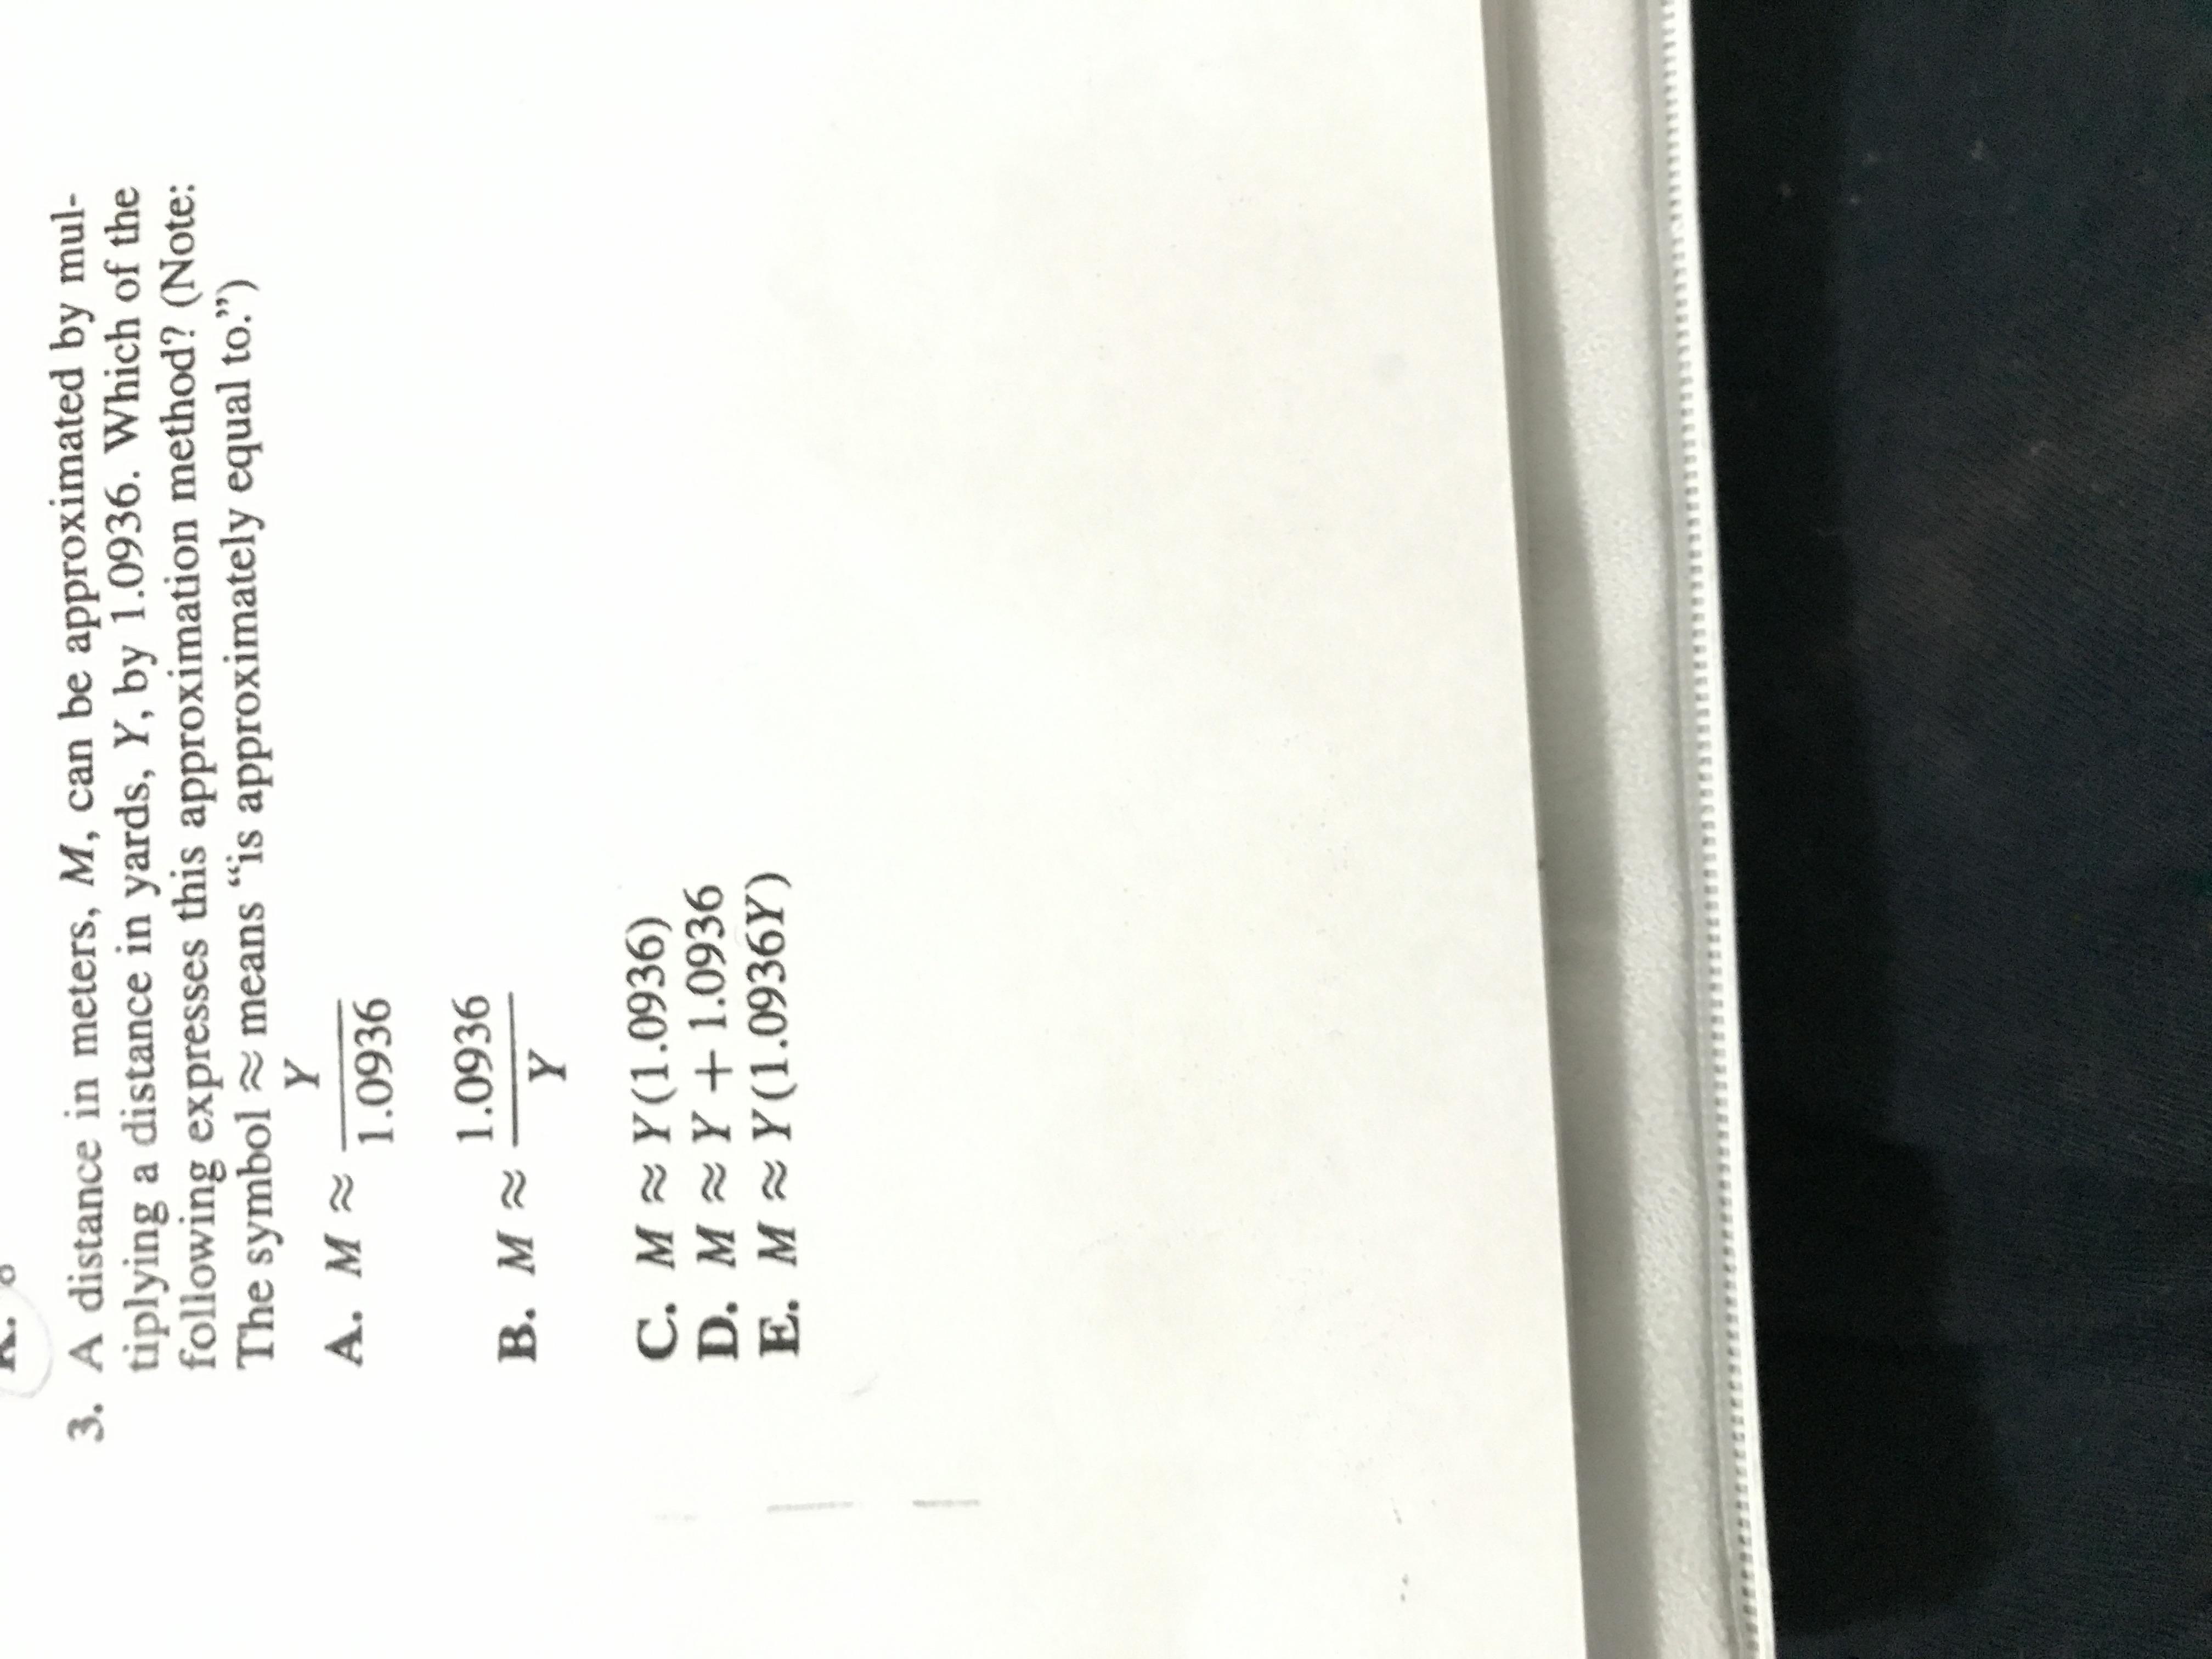 3. A distance in meters, M, can be approximated by mul-
tiplying a distance in yards, Y, by 1.0936. Which of the
following expresses this approximation method? (Note:
The symbol ≈ means “is approximately equal to.”)
A. M ≈ Y
1.0936
B. M ≈ 1.0936
Y
C. M ≈ Y(1.0936)
D. M ≈ Y + 1.0936
E. M ≈ Y(1.0936Y)